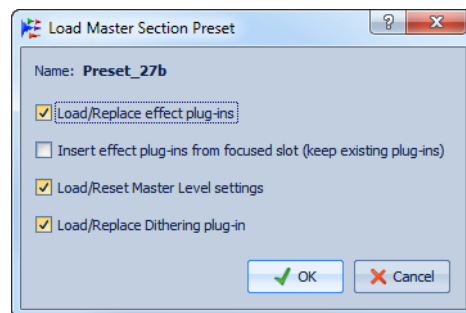 Load Master Section Preset
Name: Preset_27b
Load/Replace effect plug-ins
Insert effect plug-ins from focused slot (keep existing plug-ins)
Load/Reset Master Level settings
Load/Replace Dithering plug-in
OK Cancel